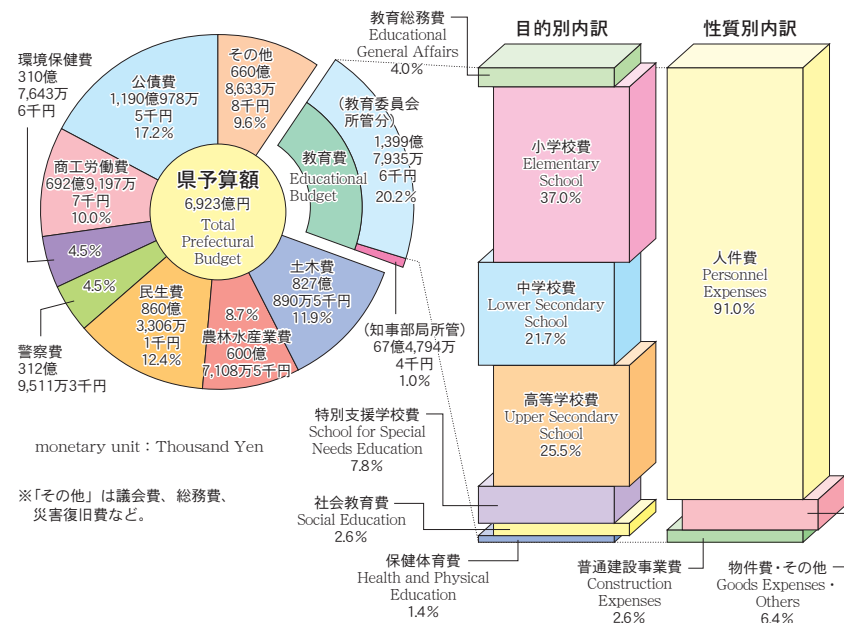 環境保健費
310億
7,643万
6千円
公債費
1,190億978万
5千円
17.2%
その他
660億
8,633万
8千円
9.6%
(教育委員会
所管分)
1,399億
7,935万
6千円
20.2%
教育費
Educational
Budget
商工労働費
692億9,197万
7千円
10.0%
県予算額
6,923億円
Total
Prefectural
Budget
4.5%
4.5%
民生費
860億
3,306万
1千円
12.4%
8.7%
農林水産業費
600億
7,108万5千円
土木費
827億
890万5千円
11.9%
(知事部局所管)
67億4,794万
4千円
1.0%
警察費
312億
9,511万3千円
monetary unit：Thousand Yen
※「その他」は議会費、総務費、
災害復旧費など。
目的別内訳
教育総務費
Educational
General Affairs
4.0%
小学校費
Elementary
School
37.0%
中学校費
Lower Secondary
School
21.7%
高等学校費
Upper Secondary
School
25.5%
特別支援学校費
School for Special
Needs Education
7.8%
社会教育費
Social Education
2.6%
保健体育費
Health and Physical
Education
1.4%
性質別内訳
人件費
Personnel
Expenses
91.0%
普通建設事業費
Construction
Expenses
2.6%
物件費・その他
Goods Expenses・
Others
6.4%